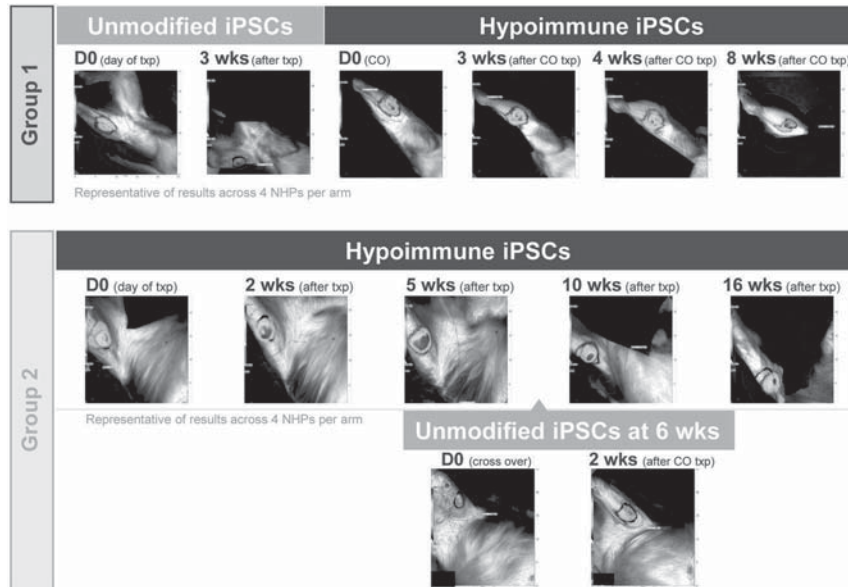 Unmodified iPSCs
Hypoimmune iPSCs
Group 1
D0 (day of txp)
3 wks (after txp)
D0 (CO)
3 wks (after CO txp)
4 wks (after CO txp)
8 wks (after CO txp)
Representative of results across 4 NHPs per arm
Hypoimmune iPSCs
Group 2
D0 (day of txp)
2 wks (after txp)
5 wks (after txp)
10 wks (after txp)
16 wks (after txp)
Representative of results across 4 NHPs per arm
Unmodified iPSCs at 6 wks
D0 (cross over)
2 wks (after CO txp)